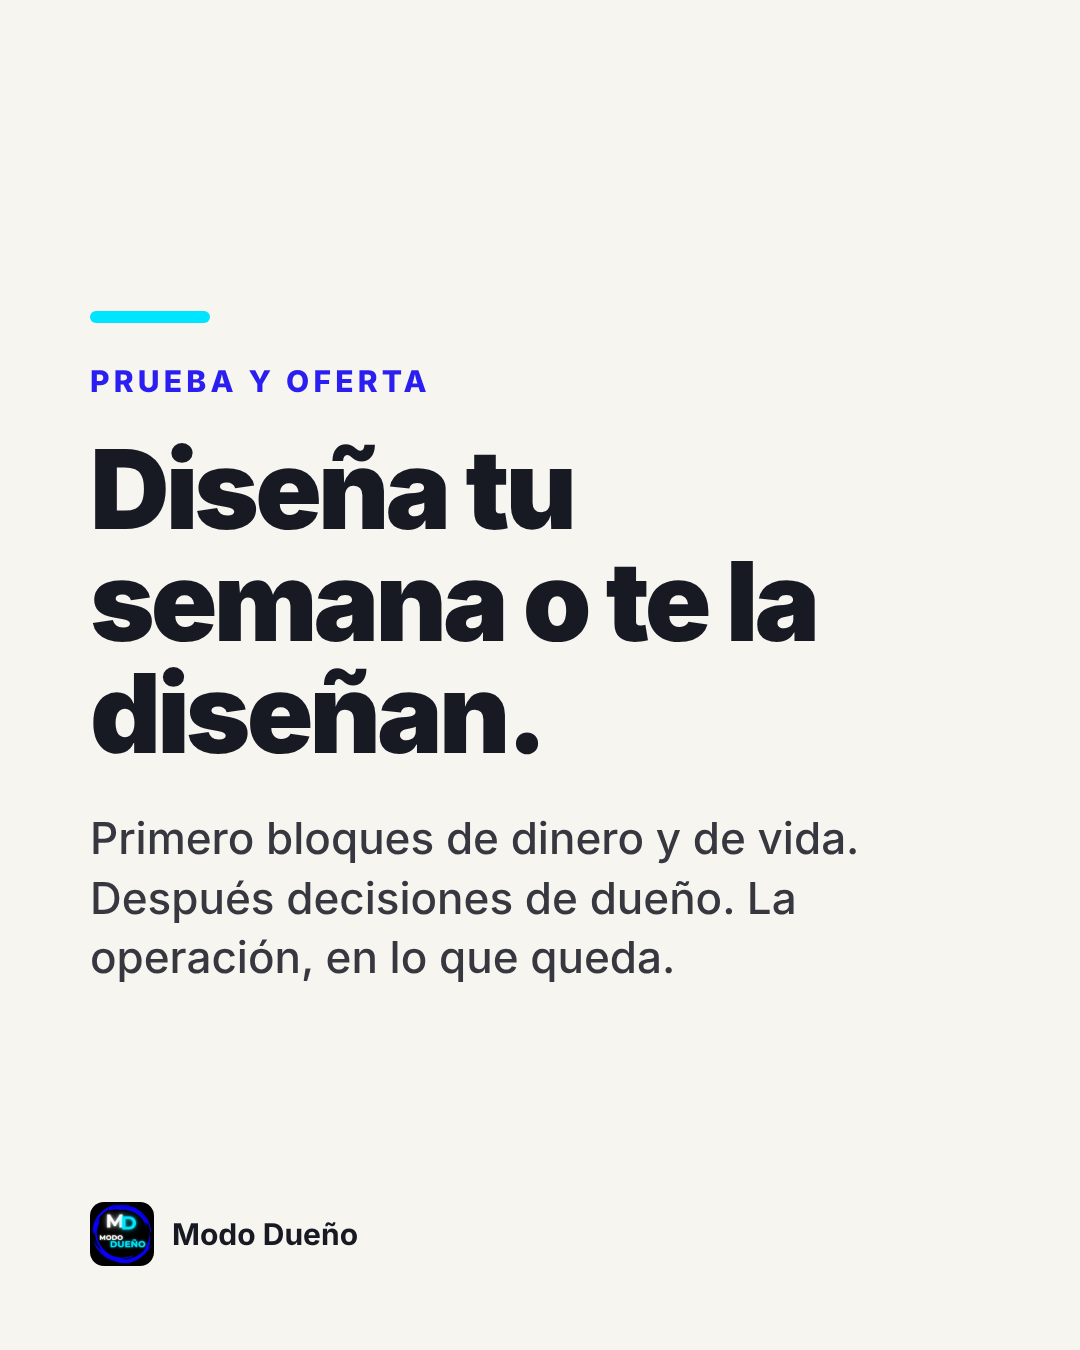 PRUEBA Y OFERTA
Diseña tu
semana o te la
diseñan.
Primero bloques de dinero y de vida.
Después decisiones de dueño. La
operación, en lo que queda.
MD
MODO
DUEÑO
Modo Dueño